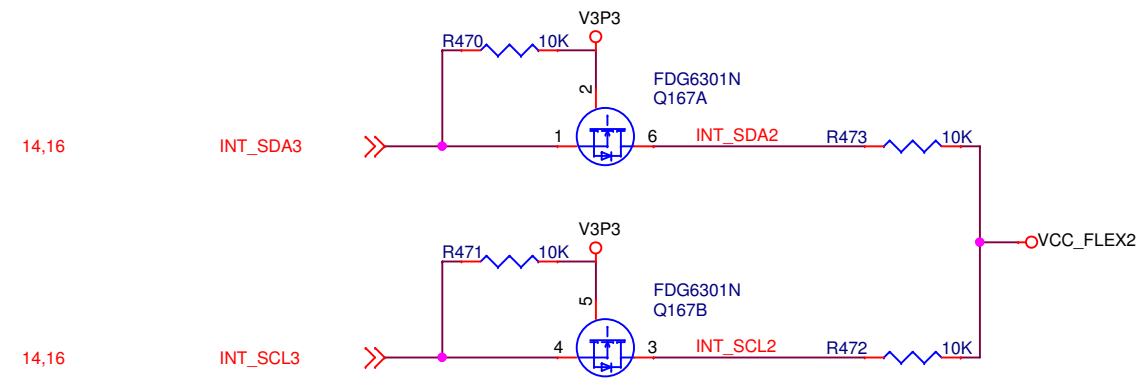 V3P3
R470 10K
FDG6301N
2 Q167A
14,16 INT_SDA3 1 6 INT_SDA2 R473 10K
V3P3
R471 10K VCC_FLEX2
FDG6301N
5 Q167B
14,16 INT_SCL3 4 3 INT_SCL2 R472 10K